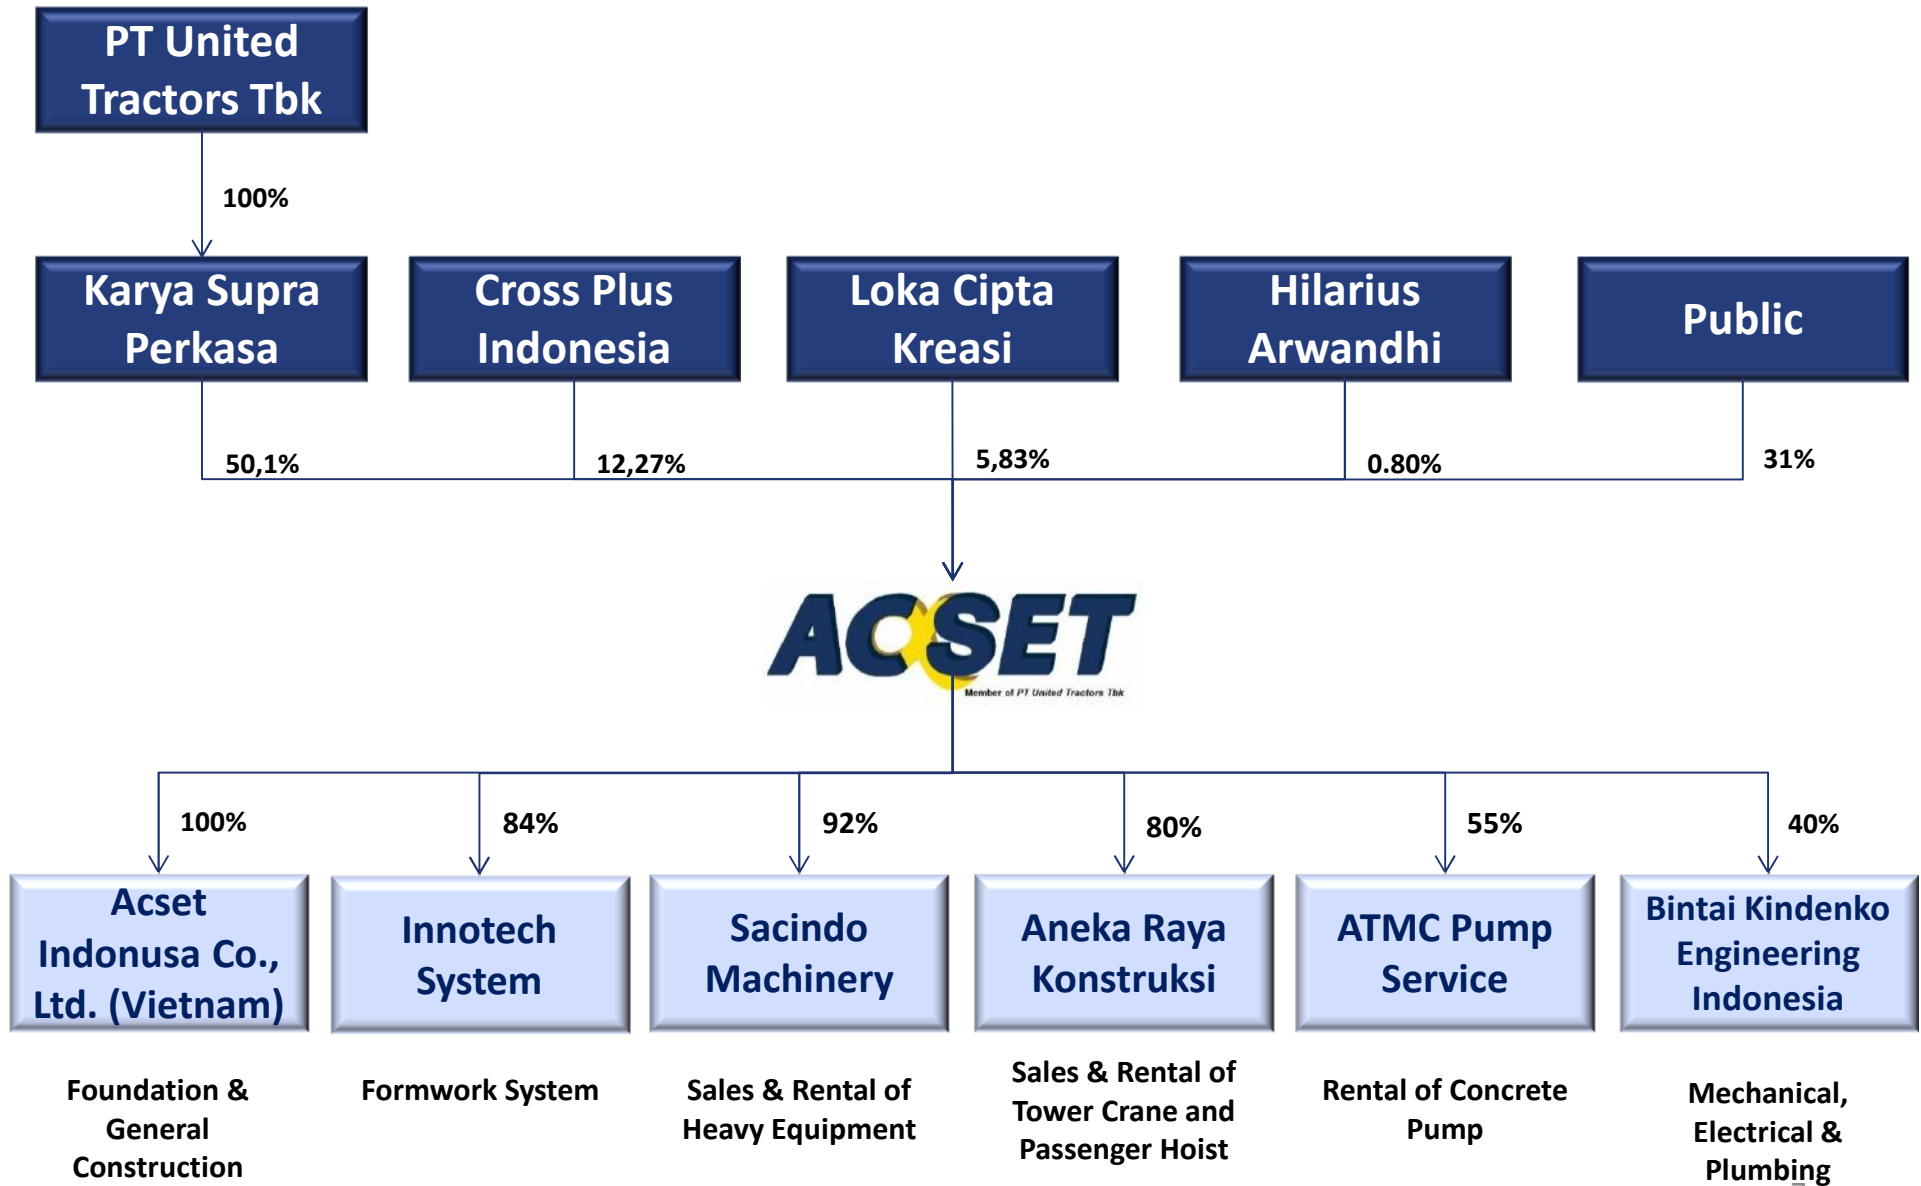 PT United
Tractors Tbk
100%
Karya Supra
Perkasa
Cross Plus
Indonesia
Loka Cipta
Kreasi
Hilarius
Arwandhi
Public
50,1%
12,27%
5,83%
0.80%
31%
ACSET
Member of PT United Tractors Tbk
100%
84%
92%
80%
55%
40%
Acset
Indonusa Co.,
Ltd. (Vietnam)
Innotech
System
Sacindo
Machinery
Aneka Raya
Konstruksi
ATMC Pump
Service
Bintai Kindenko
Engineering
Indonesia
Foundation &
General
Construction
Formwork System
Sales & Rental of
Heavy Equipment
Sales & Rental of
Tower Crane and
Passenger Hoist
Rental of Concrete
Pump
Mechanical,
Electrical &
Plumbing